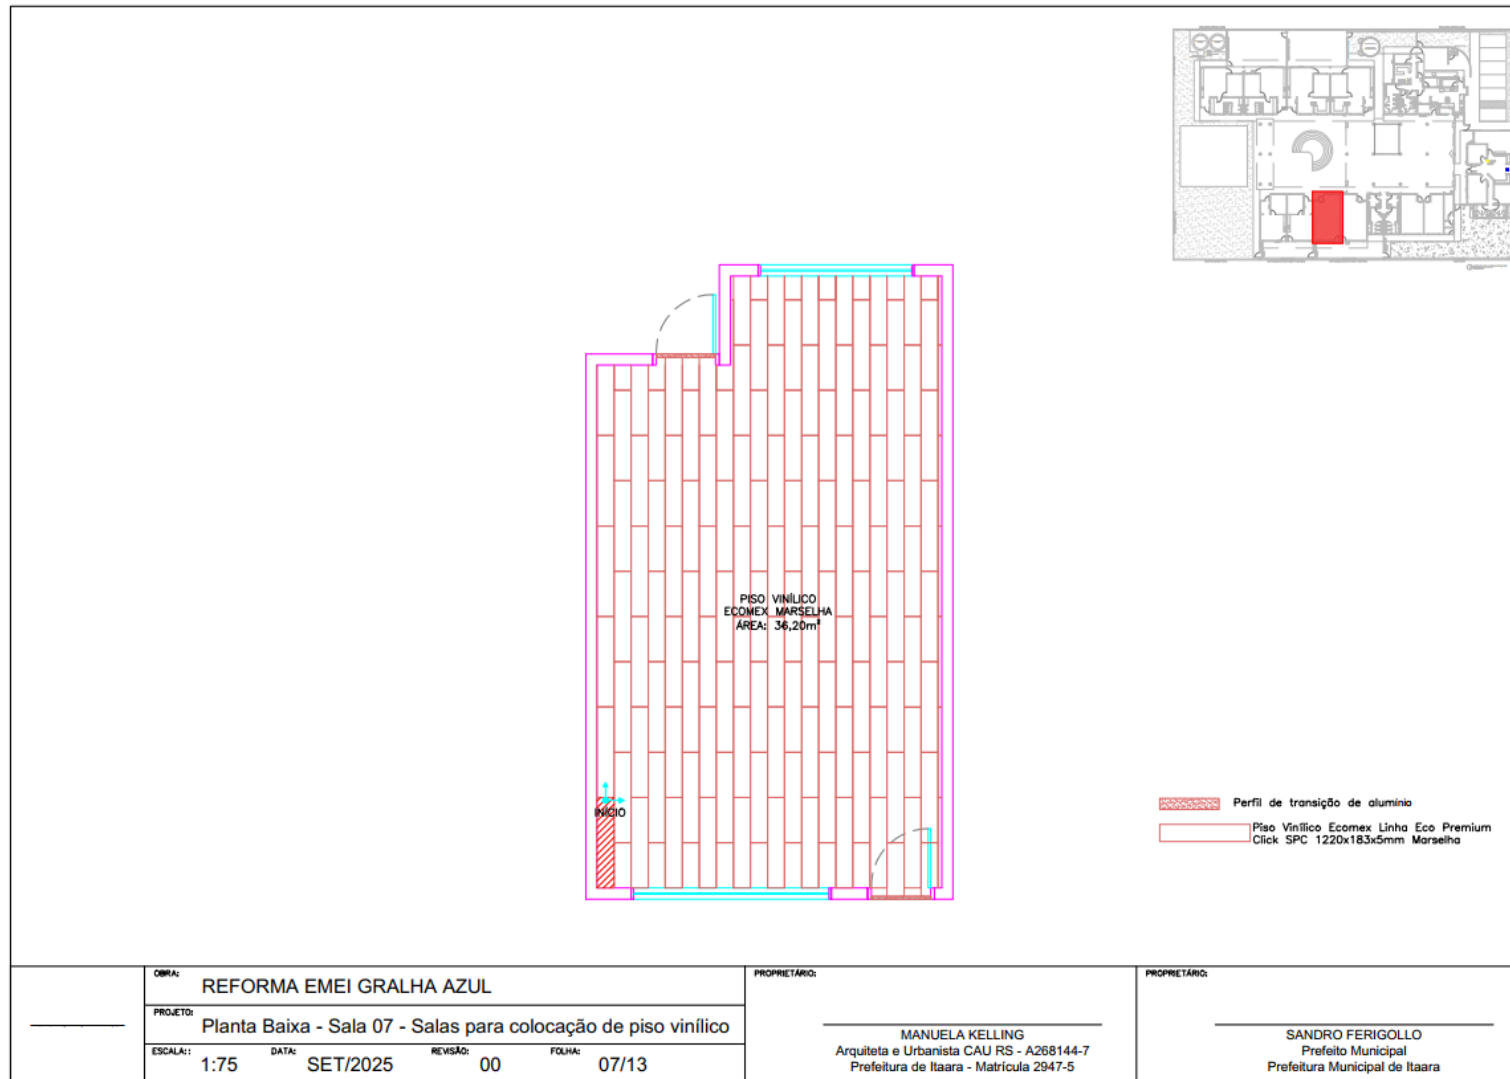 PISO VINÍLICO
ECOMEX MARSELHA
ÁREA: 36,20m²
INÍCIO
Perfil de transição de alumínio
Piso Vinílico Ecomex Linha Eco Premium
Click SPC 1220x183x5mm Marselha
OBRA:
REFORMA EMEI GRALHA AZUL
PROJETO:
Planta Baixa - Sala 07 - Salas para colocação de piso vinílico
ESCALA::
1:75
DATA:
SET/2025
REVISÃO:
00
FOLHA:
07/13
PROPRIETÁRIO:
MANUELA KELLING
Arquiteta e Urbanista CAU RS - A268144-7
Prefeitura de Itaara - Matrícula 2947-5
PROPRIETÁRIO:
SANDRO FERIGOLLO
Prefeito Municipal
Prefeitura Municipal de Itaara